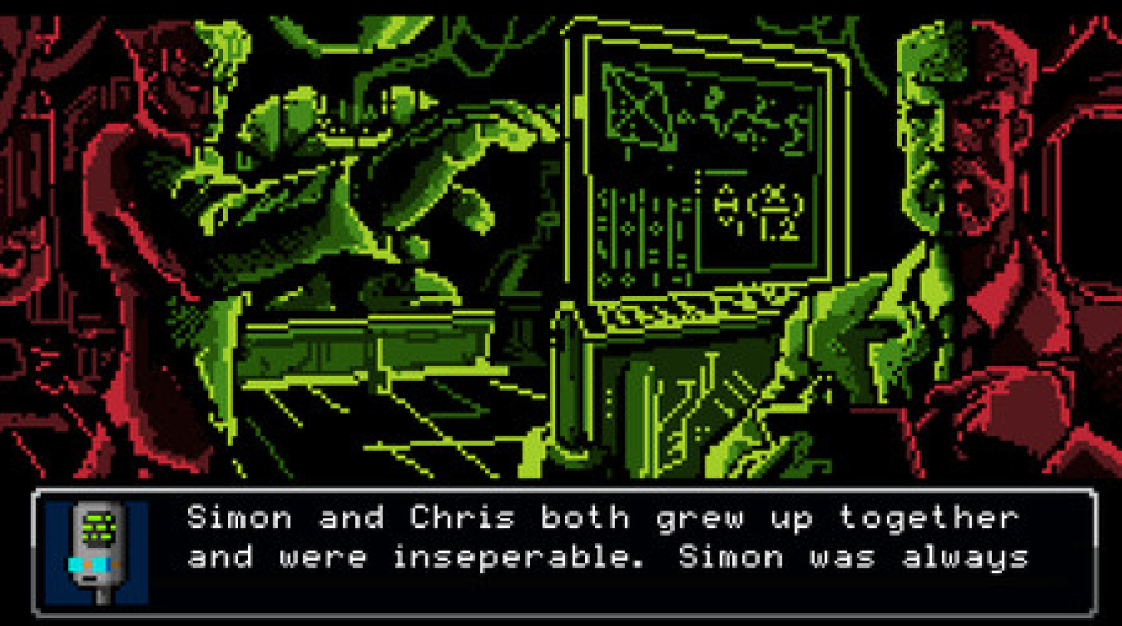 Simon and Chris both grew up together
and were inseperable. Simon was always